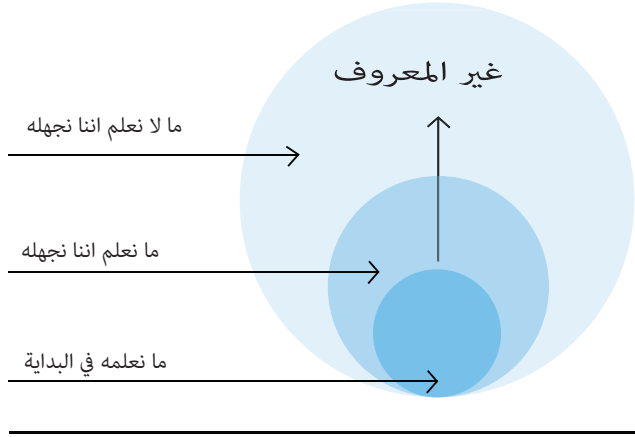 غير المعروف
ما لا نعلم اننا نجهله
ما نعلم اننا نجهله
ما نعلمه في البداية